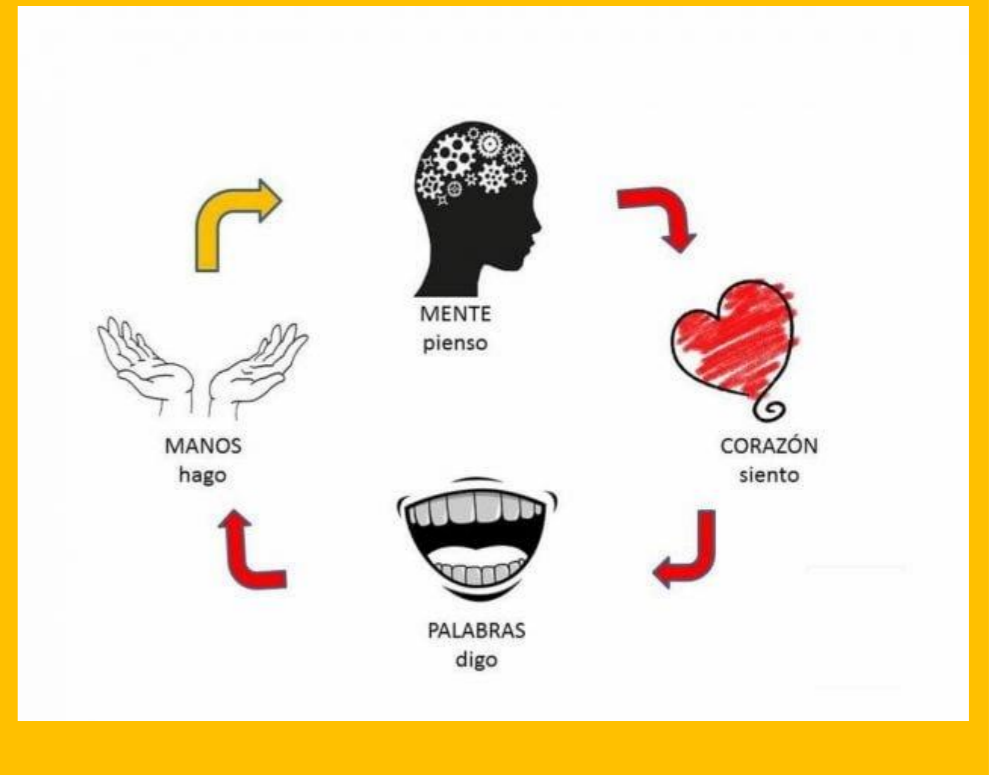 MENTE
pienso
CORAZÓN
siento
PALABRAS
digo
MANOS
hago